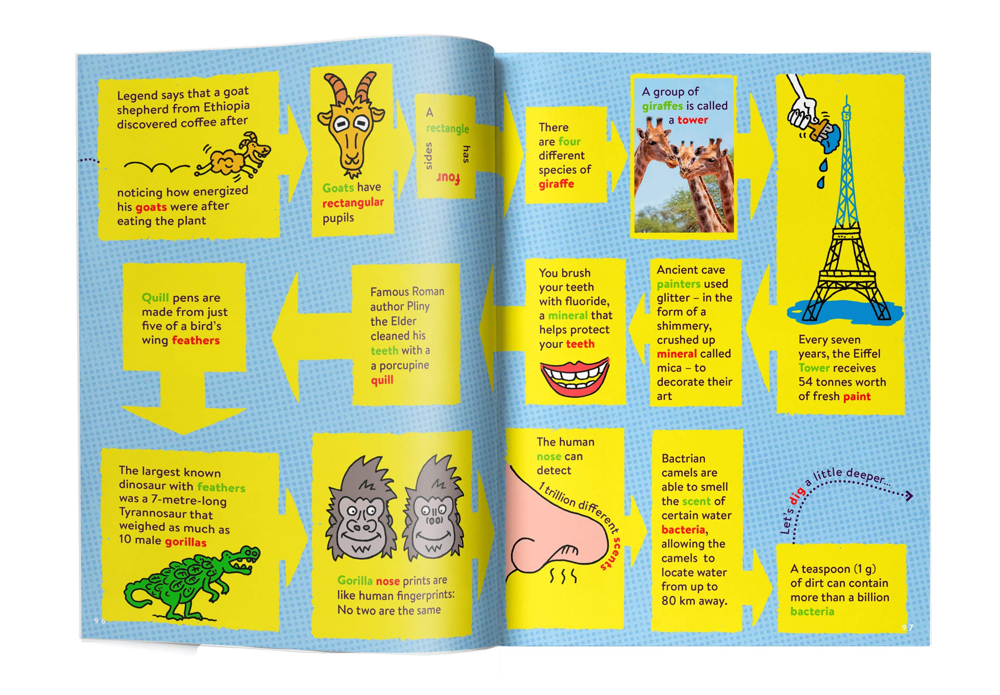 Legend says that a goat
shepherd from Ethiopia
discovered coffee after
noticing how energized
his goats were after
eating the plant
Goats have
rectangular
pupils
A
rectangle
has
four
sides
There
are four
different
species of
giraffe
A group of
giraffes is called
a tower
Every seven
years, the Eiffel
Tower receives
54 tonnes worth
of fresh paint
Ancient cave
painters used
glitter – in the
form of a
shimmery,
crushed up
mineral called
mica – to
decorate their
art
You brush
your teeth
with fluoride,
a mineral that
helps protect
your teeth
Famous Roman
author Pliny
the Elder
cleaned his
teeth with a
a porcupine
quill
Quill pens are
made from just
five of a bird's
wing feathers
The largest known
dinosaur with feathers
was a 7-metre-long
Tyrannosaur that
weighed as much as
10 male gorillas
Gorilla nose prints are
like human fingerprints:
No two are the same
The human
nose can
detect
1 trillion different scents
Bactrian
camels are
able to smell
the scent of
certain water
bacteria,
allowing the
camels to
locate water
from up to
80 km away.
A teaspoon (1 g)
of dirt can contain
more than a billion
bacteria
Let's dig a little deeper...
96
97